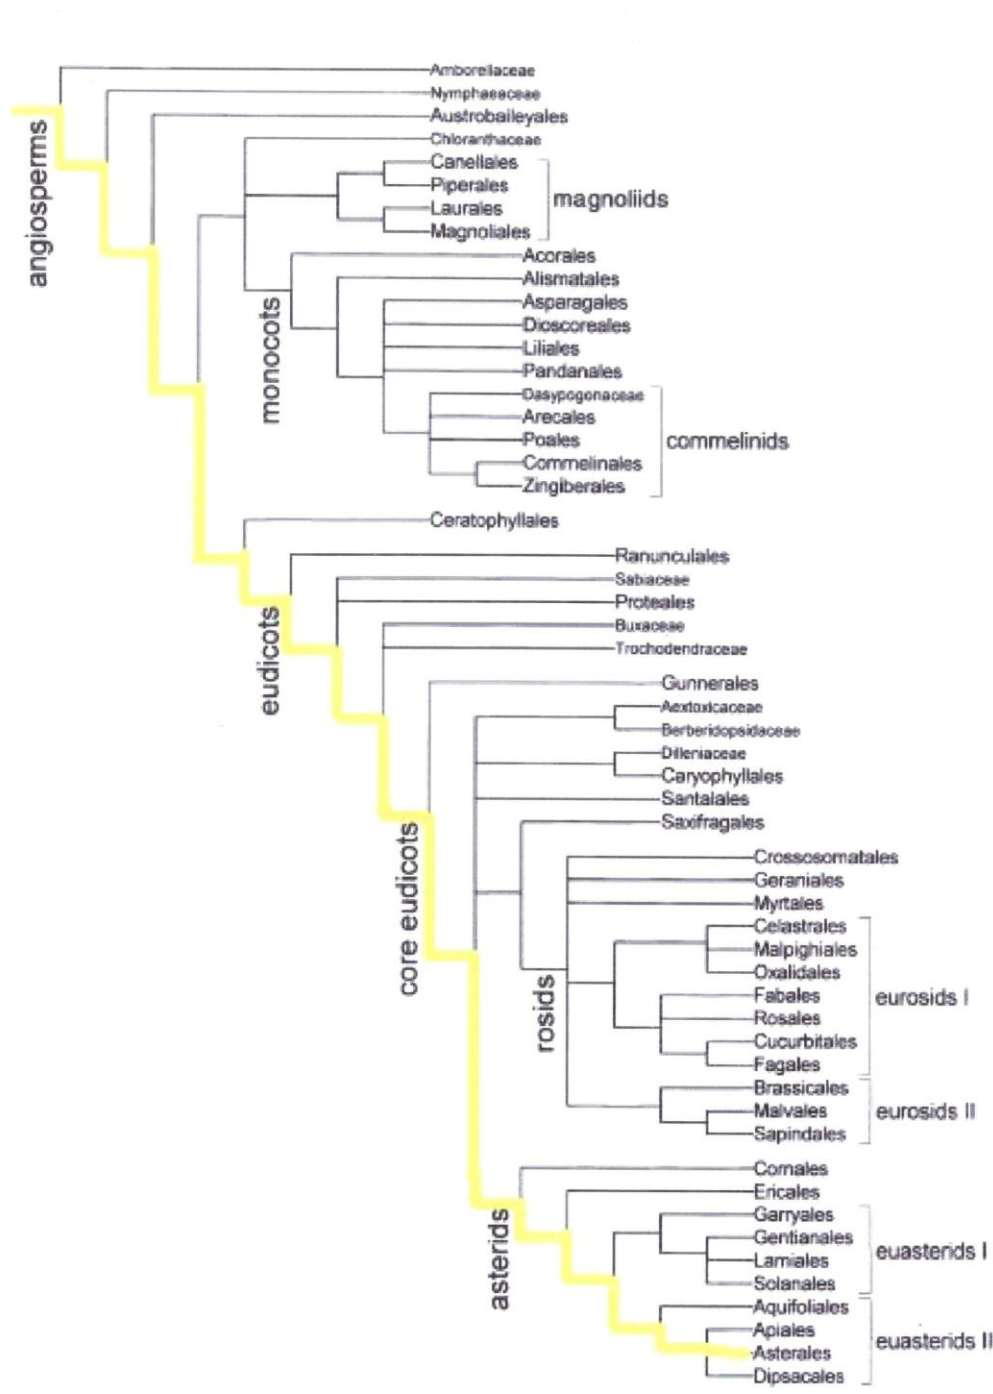 Amborellaceae
Nymphaeaceae
Austrobaileyales
Chloranthaceae
Canellales
Piperales
Laurales
Magnoliales
magnoliids
angiosperms
Acorales
Alismatales
Asparagales
Dioscoreales
Liliales
Pandanales
monocots
Dasypogonaceae
Arecales
Poales
Commelinales
Zingiberales
commelinids
Ceratophyllales
Ranunculales
Sabiaceae
Proteales
Buxaceae
Trochodendraceae
eudicots
Gunnerales
Aextoxicaceae
Berberidopsidaceae
Dilleniaceae
Caryophyllales
Santalales
Saxifragales
core eudicots
Crossosomatales
Geraniales
Myrtales
Celastrales
Malpighiales
Oxalidales
Fabales
Rosales
Cucurbitales
Fagales
eurosids I
rosids
Brassicales
Malvales
Sapindales
eurosids II
Cornales
Ericales
Garryales
Gentianales
Lamiales
Solanales
euasterids I
asterids
Aquifoliales
Apiales
Asterales
Dipsacales
euasterids II